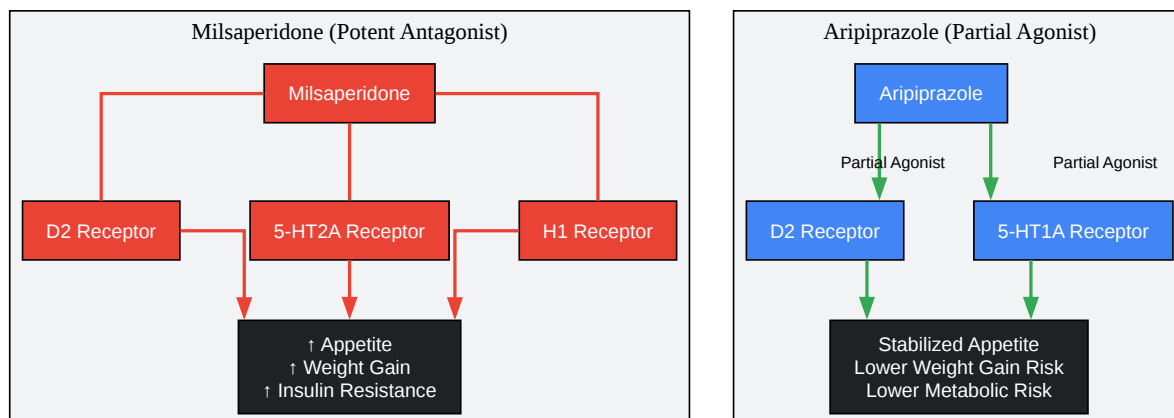 Milsaperidone (Potent Antagonist)
Milsaperidone
D2 Receptor
5-HT2A Receptor
H1 Receptor
↑ Appetite
↑ Weight Gain
↑ Insulin Resistance
Aripiprazole (Partial Agonist)
Aripiprazole
Partial Agonist
Partial Agonist
D2 Receptor
5-HT1A Receptor
Stabilized Appetite
Lower Weight Gain Risk
Lower Metabolic Risk